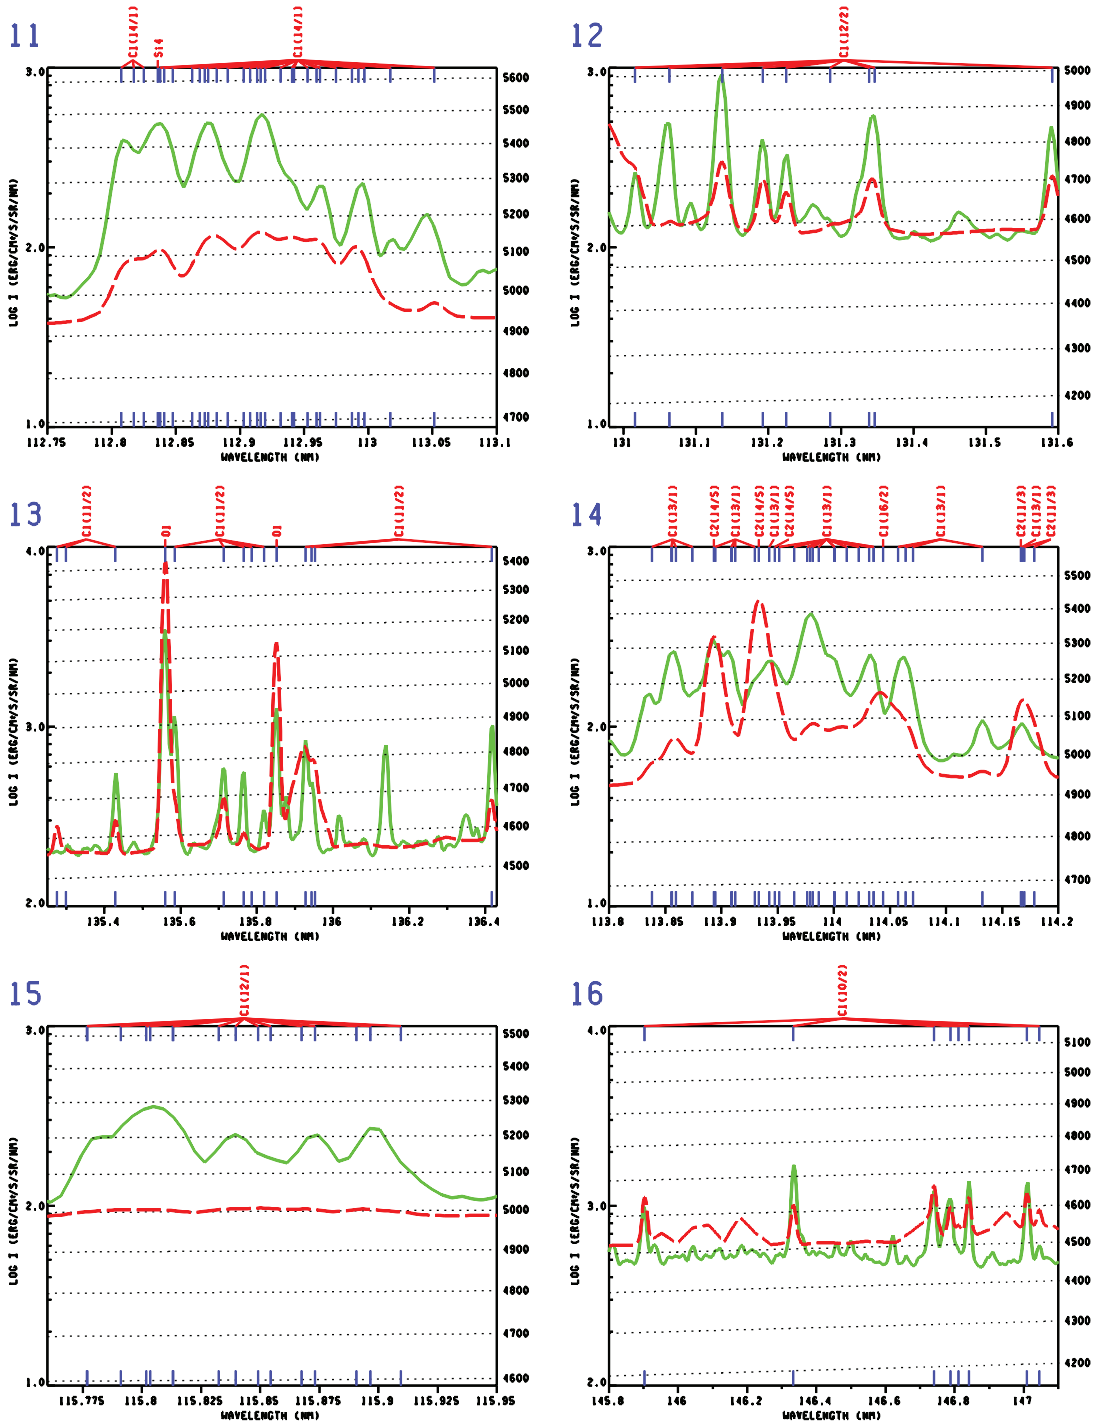 11
C1(14/1)
Si4
C1(14/1)
3.0
2.0
1.0
LOG I (ERG/CM²/S/SR/NM)
5600
5500
5400
5300
5200
5100
5000
4900
4800
4700
112.75 112.8 112.85 112.9 112.95 113 113.05 113.1
WAVELENGTH (NM)
12
C1(12/2)
3.0
2.0
1.0
LOG I (ERG/CM²/S/SR/NM)
5000
4900
4800
4700
4600
4500
4400
4300
4200
131 131.1 131.2 131.3 131.4 131.5 131.6
WAVELENGTH (NM)
13
C1(11/2)
O1
C1(11/2)
O1
C1(11/2)
4.0
3.0
2.0
LOG I (ERG/CM²/S/SR/NM)
5400
5300
5200
5100
5000
4900
4800
4700
4600
4500
135.4 135.6 135.8 136 136.2 136.4
WAVELENGTH (NM)
14
C1(13/1)
C2(14/5)
C1(13/1)
C2(14/5)
C1(13/1)
C2(14/5)
C1(13/1)
C1(16/2)
C1(13/1)
C2(11/3)
C1(13/1)
C2(11/3)
3.0
2.0
1.0
LOG I (ERG/CM²/S/SR/NM)
5500
5400
5300
5200
5100
5000
4900
4800
4700
113.8 113.85 113.9 113.95 114 114.05 114.1 114.15 114.2
WAVELENGTH (NM)
15
C1(12/1)
3.0
2.0
1.0
LOG I (ERG/CM²/S/SR/NM)
5500
5400
5300
5200
5100
5000
4900
4800
4700
4600
115.775 115.8 115.825 115.85 115.875 115.9 115.925 115.95
WAVELENGTH (NM)
16
C1(10/2)
4.0
3.0
2.0
LOG I (ERG/CM²/S/SR/NM)
5100
5000
4900
4800
4700
4600
4500
4400
4300
4200
145.8 146 146.2 146.4 146.6 146.8 147
WAVELENGTH (NM)